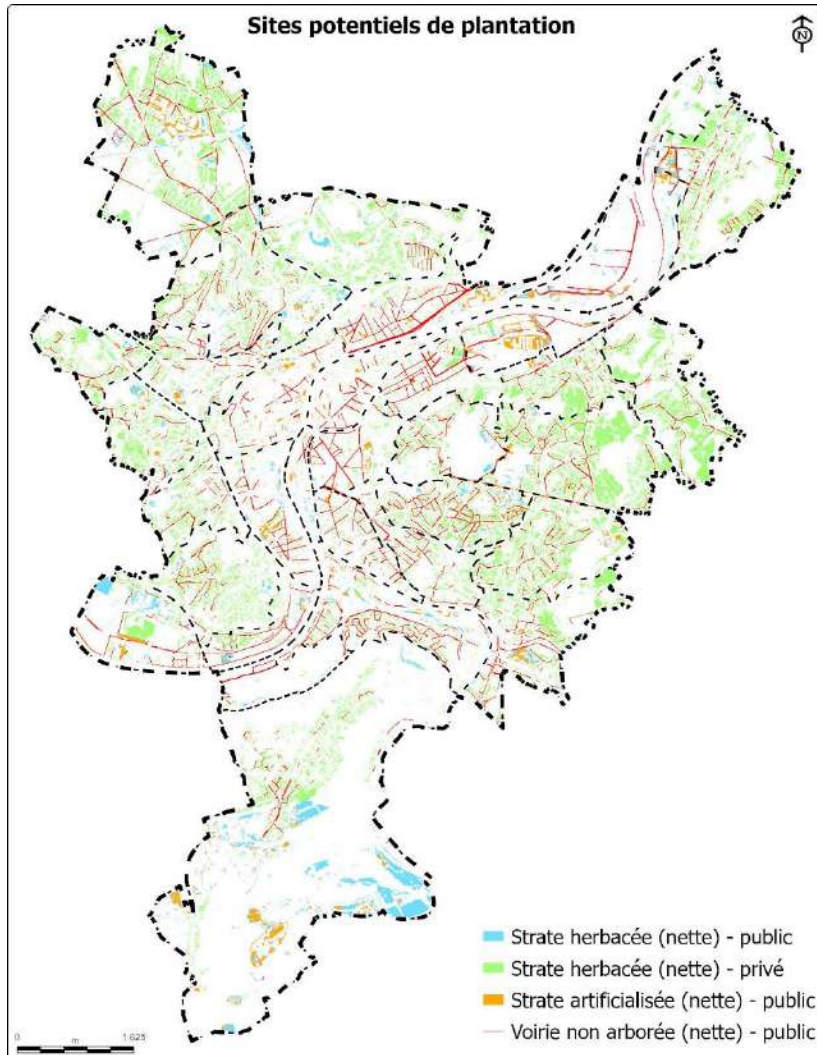 Sites potentiels de plantation
N
Strate herbacée (nette) - public
Strate herbacée (nette) - privé
Strate artificialisée (nette) - public
Voirie non arborée (nette) - public
0 m 1.625